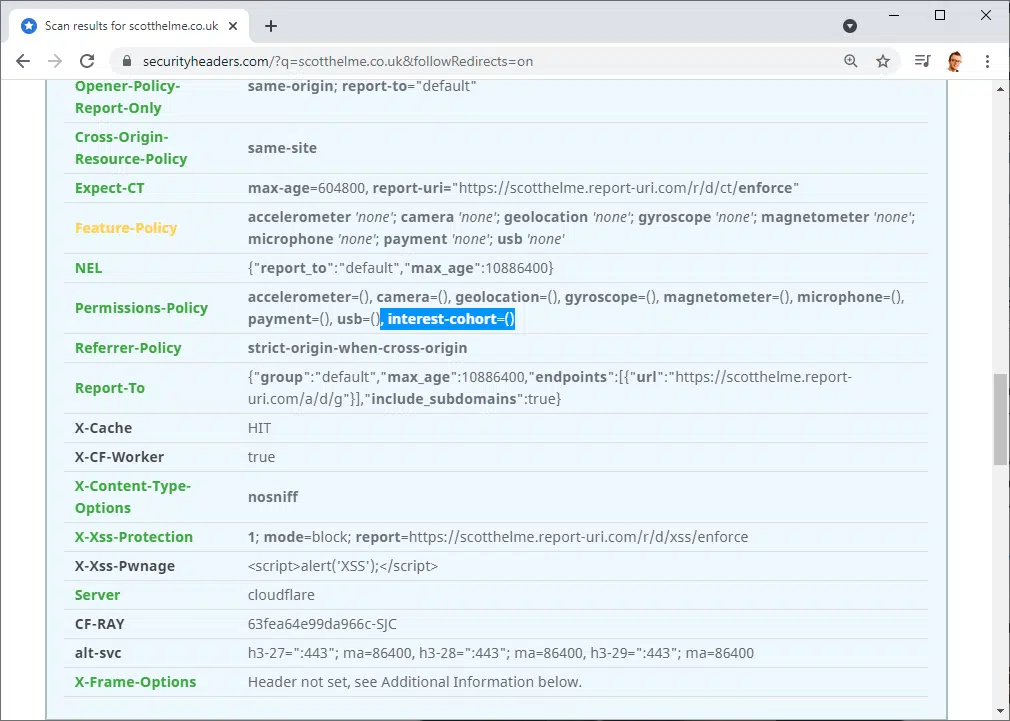 Scan results for scotthelme.co.uk
securityheaders.com/?q=scotthelme.co.uk&followRedirects=on
Opener-Policy-
Report-Only
same-origin; report-to="default"
Cross-Origin-
Resource-Policy
same-site
Expect-CT
max-age=604800, report-uri="https://scotthelme.report-uri.com/r/d/ct/enforce"
Feature-Policy
accelerometer 'none'; camera 'none'; geolocation 'none'; gyroscope 'none'; magnetometer 'none';
microphone 'none'; payment 'none'; usb 'none'
NEL
{"report_to":"default","max_age":10886400}
Permissions-Policy
accelerometer=(), camera=(), geolocation=(), gyroscope=(), magnetometer=(), microphone=(),
payment=(), usb=(), interest-cohort=()
Referrer-Policy
strict-origin-when-cross-origin
Report-To
{"group":"default","max_age":10886400,"endpoints":[{"url":"https://scotthelme.report-
uri.com/a/d/g"}],"include_subdomains":true}
X-Cache
HIT
X-CF-Worker
true
X-Content-Type-
Options
nosniff
X-Xss-Protection
1; mode=block; report=https://scotthelme.report-uri.com/r/d/xss/enforce
X-Xss-Pwnage
<script>alert('XSS');</script>
Server
cloudflare
CF-RAY
63fea64e99da966c-SJC
alt-svc
h3-27=":443"; ma=86400, h3-28=":443"; ma=86400, h3-29=":443"; ma=86400
X-Frame-Options
Header not set, see Additional Information below.